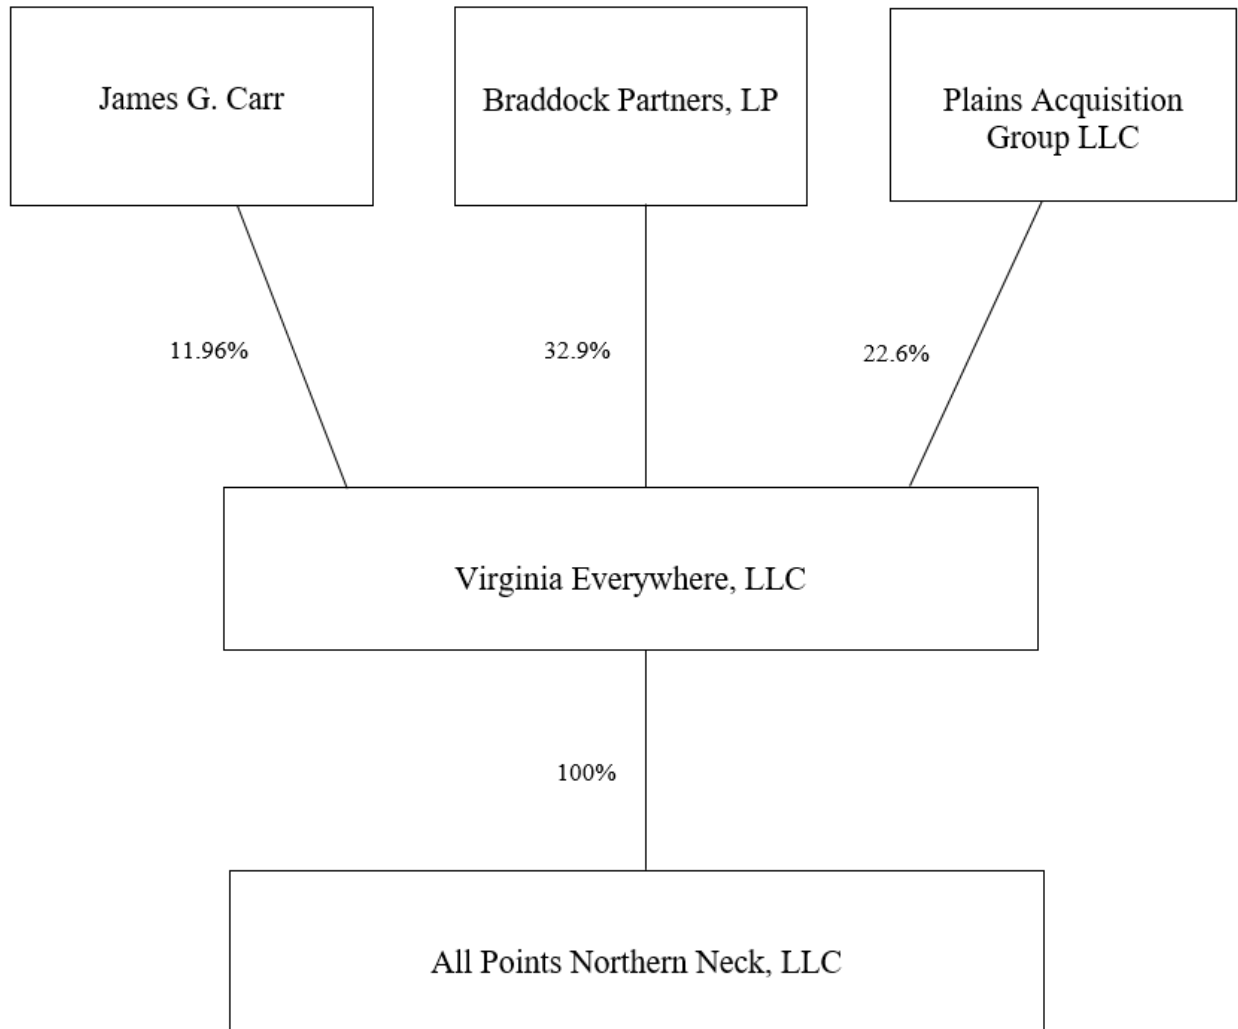 James G. Carr
Braddock Partners, LP
Plains Acquisition
Group LLC
11.96%
32.9%
22.6%
Virginia Everywhere, LLC
100%
All Points Northern Neck, LLC